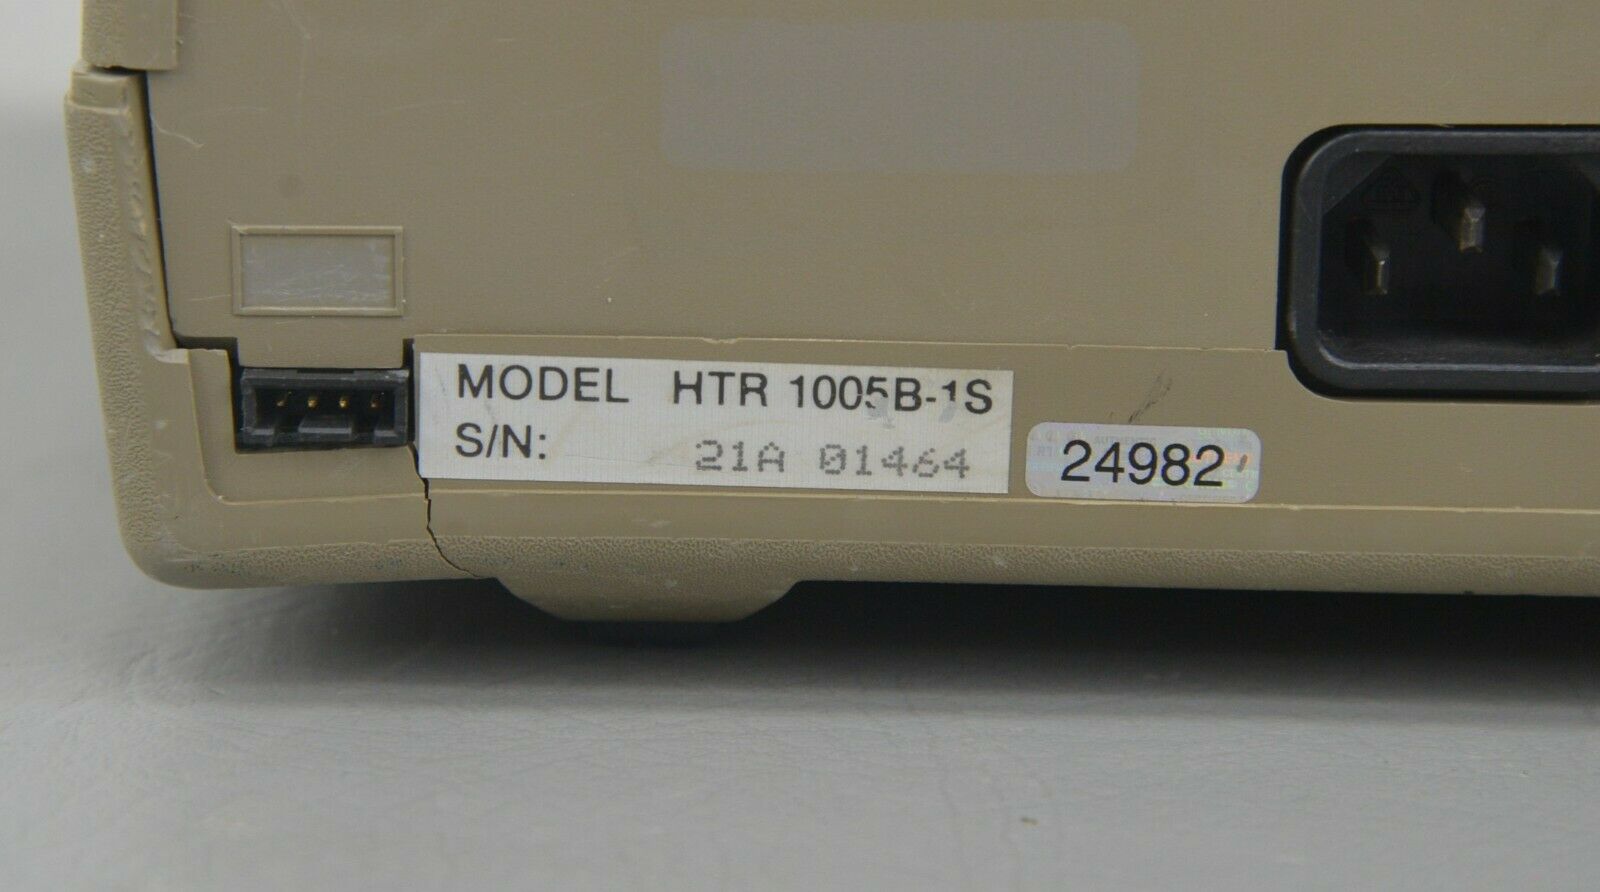 MODEL HTR 1005B-1S
S/N: 21A 01464
24982